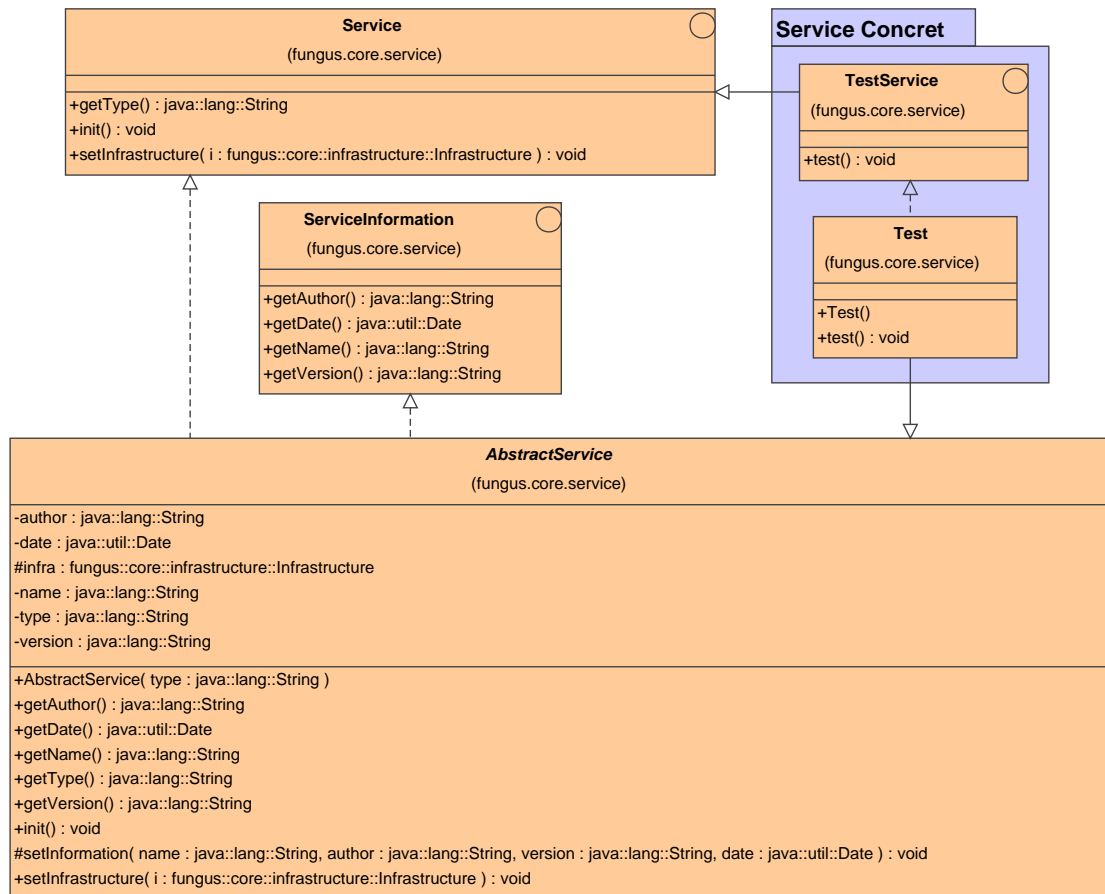 Service
(fungus.core.service)
+getType() : java::lang::String
+init() : void
+setInfrastructure( i : fungus::core::infrastructure::Infrastructure ) : void
Service Concret
TestService
(fungus.core.service)
+test() : void
ServiceInformation
(fungus.core.service)
+getAuthor() : java::lang::String
+getDate() : java::util::Date
+getName() : java::lang::String
+getVersion() : java::lang::String
Test
(fungus.core.service)
+Test()
+test() : void
AbstractService
(fungus.core.service)
-author : java::lang::String
-date : java::util::Date
#infra : fungus::core::infrastructure::Infrastructure
-name : java::lang::String
-type : java::lang::String
-version : java::lang::String
+AbstractService( type : java::lang::String )
+getAuthor() : java::lang::String
+getDate() : java::util::Date
+getName() : java::lang::String
+getType() : java::lang::String
+getVersion() : java::lang::String
+init() : void
#setInformation( name : java::lang::String, author : java::lang::String, version : java::lang::String, date : java::util::Date ) : void
+setInfrastructure( i : fungus::core::infrastructure::Infrastructure ) : void